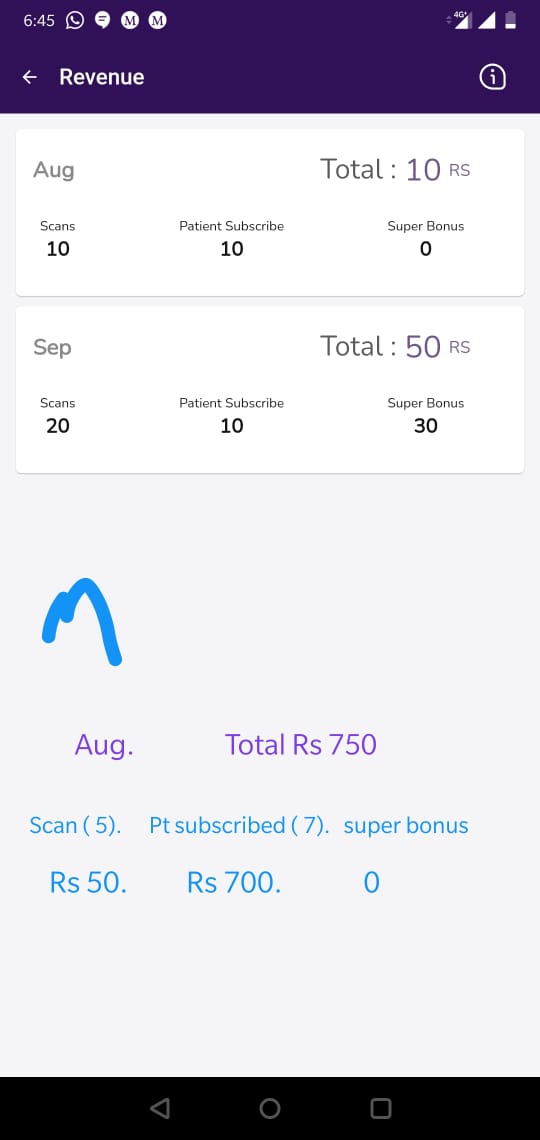 6:45 M M 4G+
Revenue
Aug Total : 10 RS
Scans Patient Subscribe Super Bonus
10 10 0
Sep Total : 50 RS
Scans Patient Subscribe Super Bonus
20 10 30
Aug. Total Rs 750
Scan ( 5). Pt subscribed ( 7). super bonus
Rs 50. Rs 700. 0